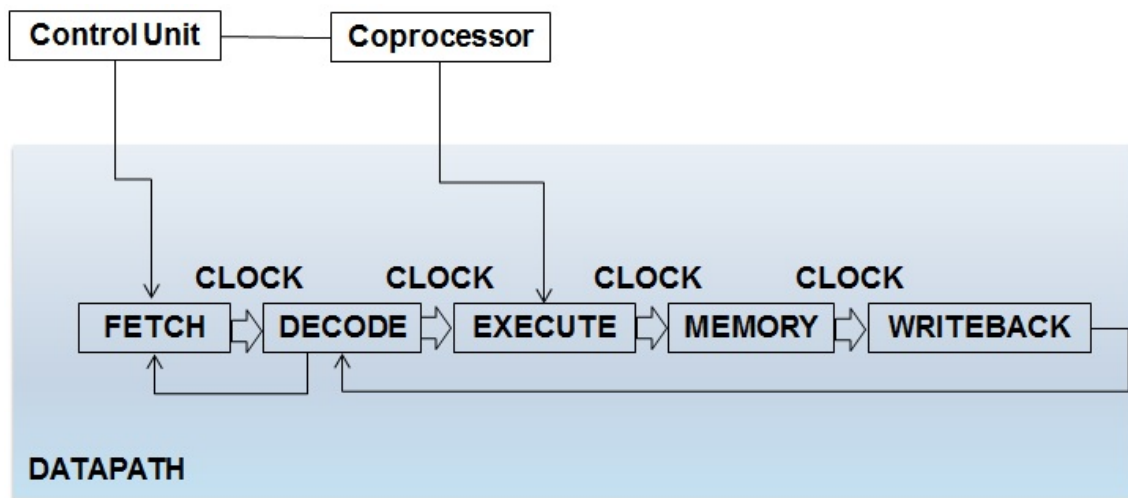 Control Unit
Coprocessor
CLOCK CLOCK CLOCK CLOCK
FETCH DECODE EXECUTE MEMORY WRITEBACK
DATAPATH